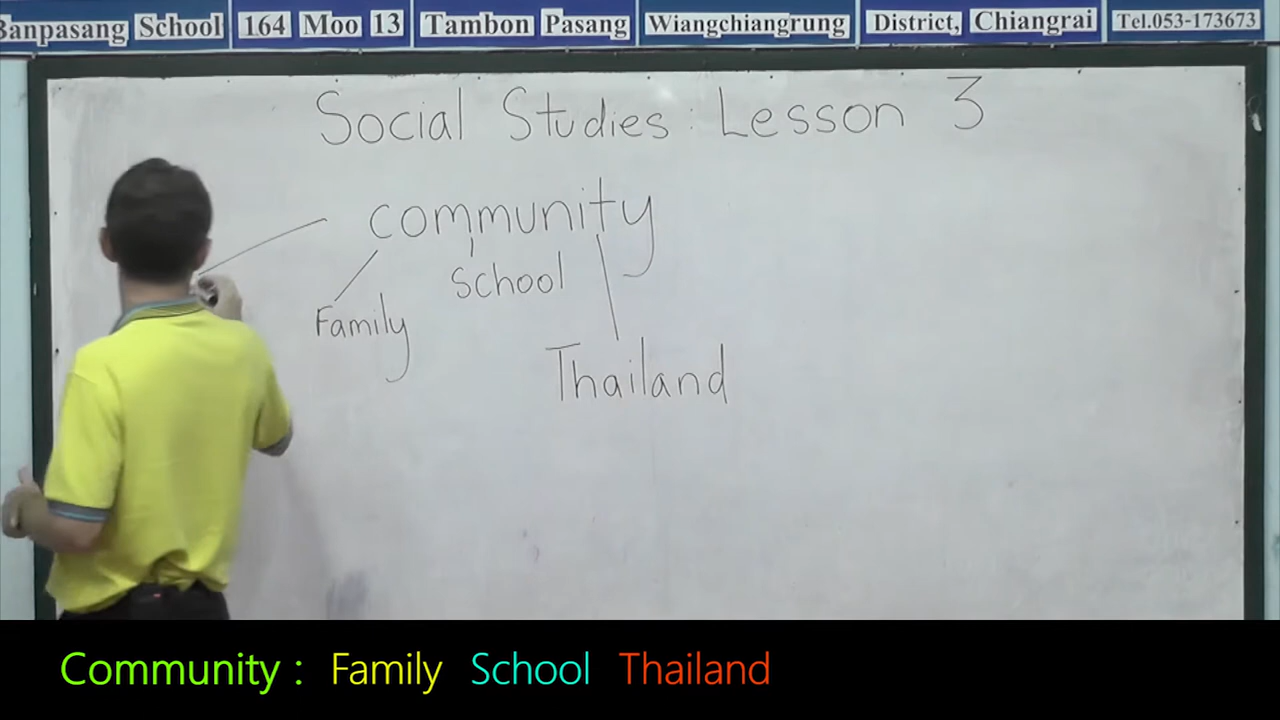 Banpasang School 164 Moo 13 Tambon Pasang Wiangchiangrung District, Chiangrai Tel.053-173673
Social Studies : Lesson 3
community
school
Family
Thailand
Community : Family School Thailand